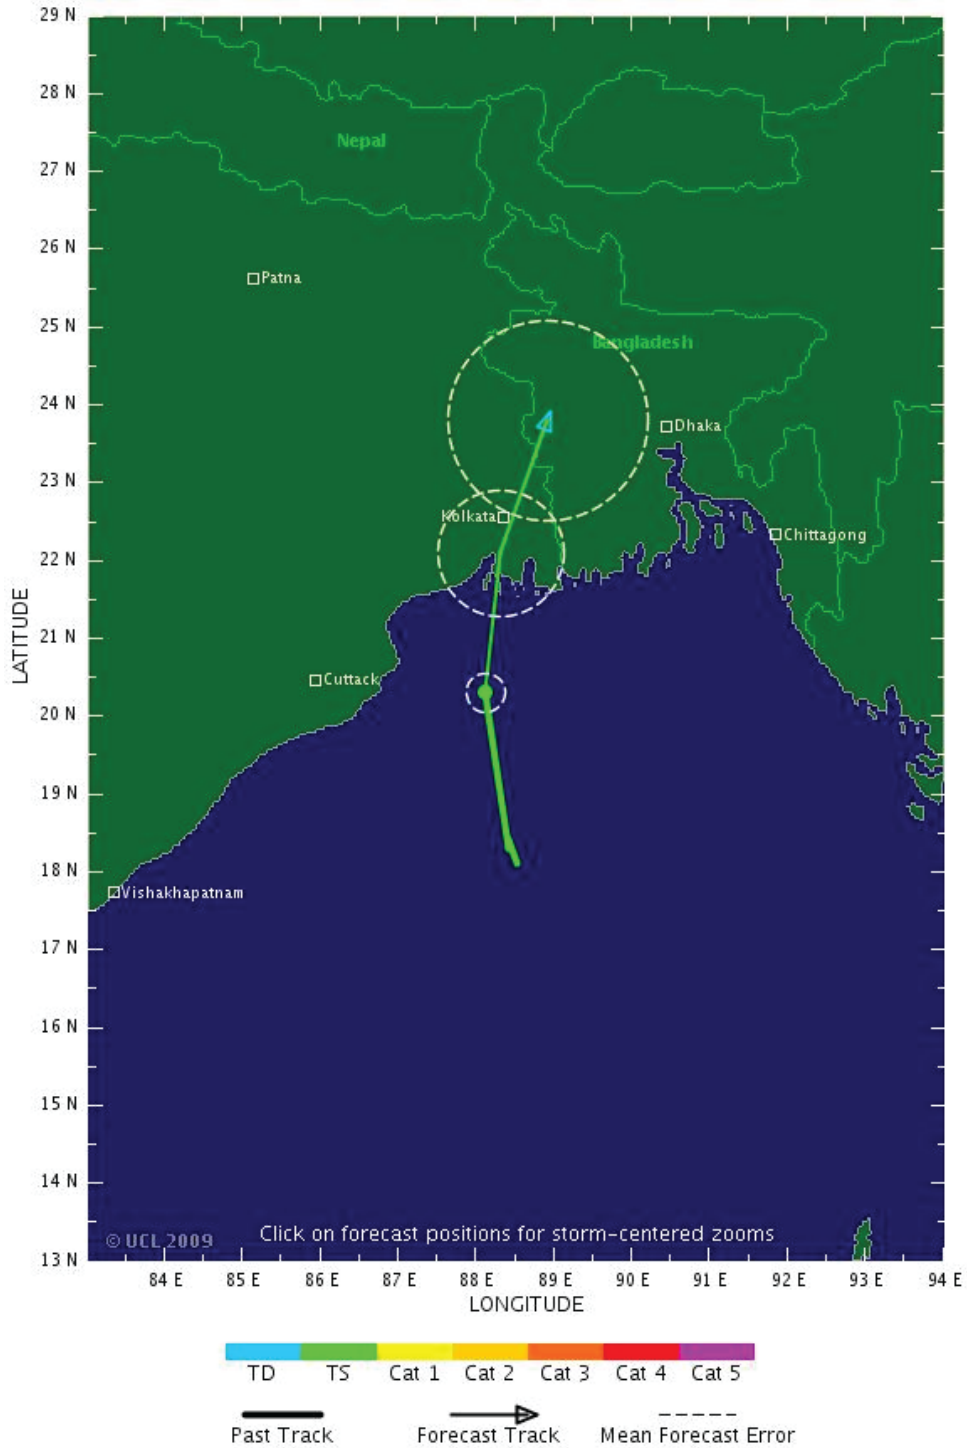 29 N
28 N
Nepal
27 N
26 N
Patna
25 N
Bangladesh
24 N
Dhaka
23 N
Kolkata
Chittagong
22 N
LATITUDE
21 N
Cuttack
20 N
19 N
18 N
Vishakhapatnam
17 N
16 N
15 N
14 N
© UCL 2009 Click on forecast positions for storm-centered zooms
13 N
84 E 85 E 86 E 87 E 88 E 89 E 90 E 91 E 92 E 93 E 94 E
LONGITUDE
TD TS Cat 1 Cat 2 Cat 3 Cat 4 Cat 5
Past Track Forecast Track Mean Forecast Error